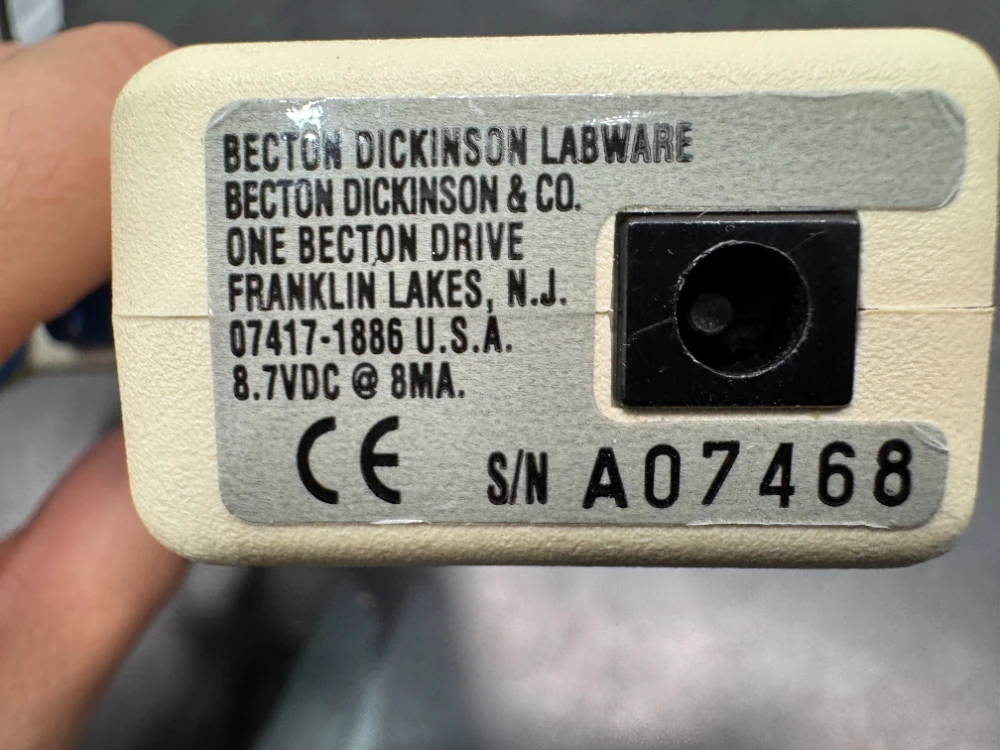 BECTON DICKINSON LABWARE
BECTON DICKINSON & CO.
ONE BECTON DRIVE
FRANKLIN LAKES, N.J.
07417-1886 U.S.A.
8.7VDC @ 8MA.
CE S/N A07468